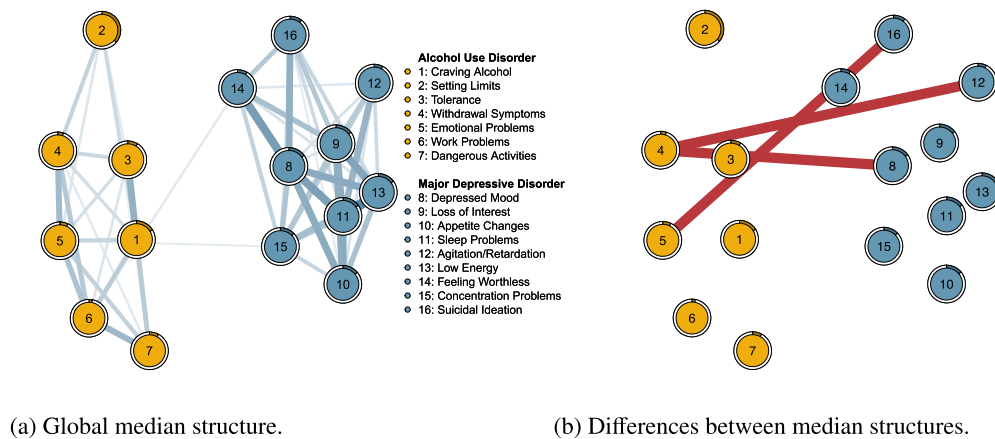 2
16
14
12
4
3
9
8
13
5
1
11
15
10
6
7
Alcohol Use Disorder
1: Craving Alcohol
2: Setting Limits
3: Tolerance
4: Withdrawal Symptoms
5: Emotional Problems
6: Work Problems
7: Dangerous Activities
Major Depressive Disorder
8: Depressed Mood
9: Loss of Interest
10: Appetite Changes
11: Sleep Problems
12: Agitation/Retardation
13: Low Energy
14: Feeling Worthless
15: Concentration Problems
16: Suicidal Ideation
2
16
14
12
4
3
9
8
13
5
1
11
15
10
6
7
(a) Global median structure.
(b) Differences between median structures.